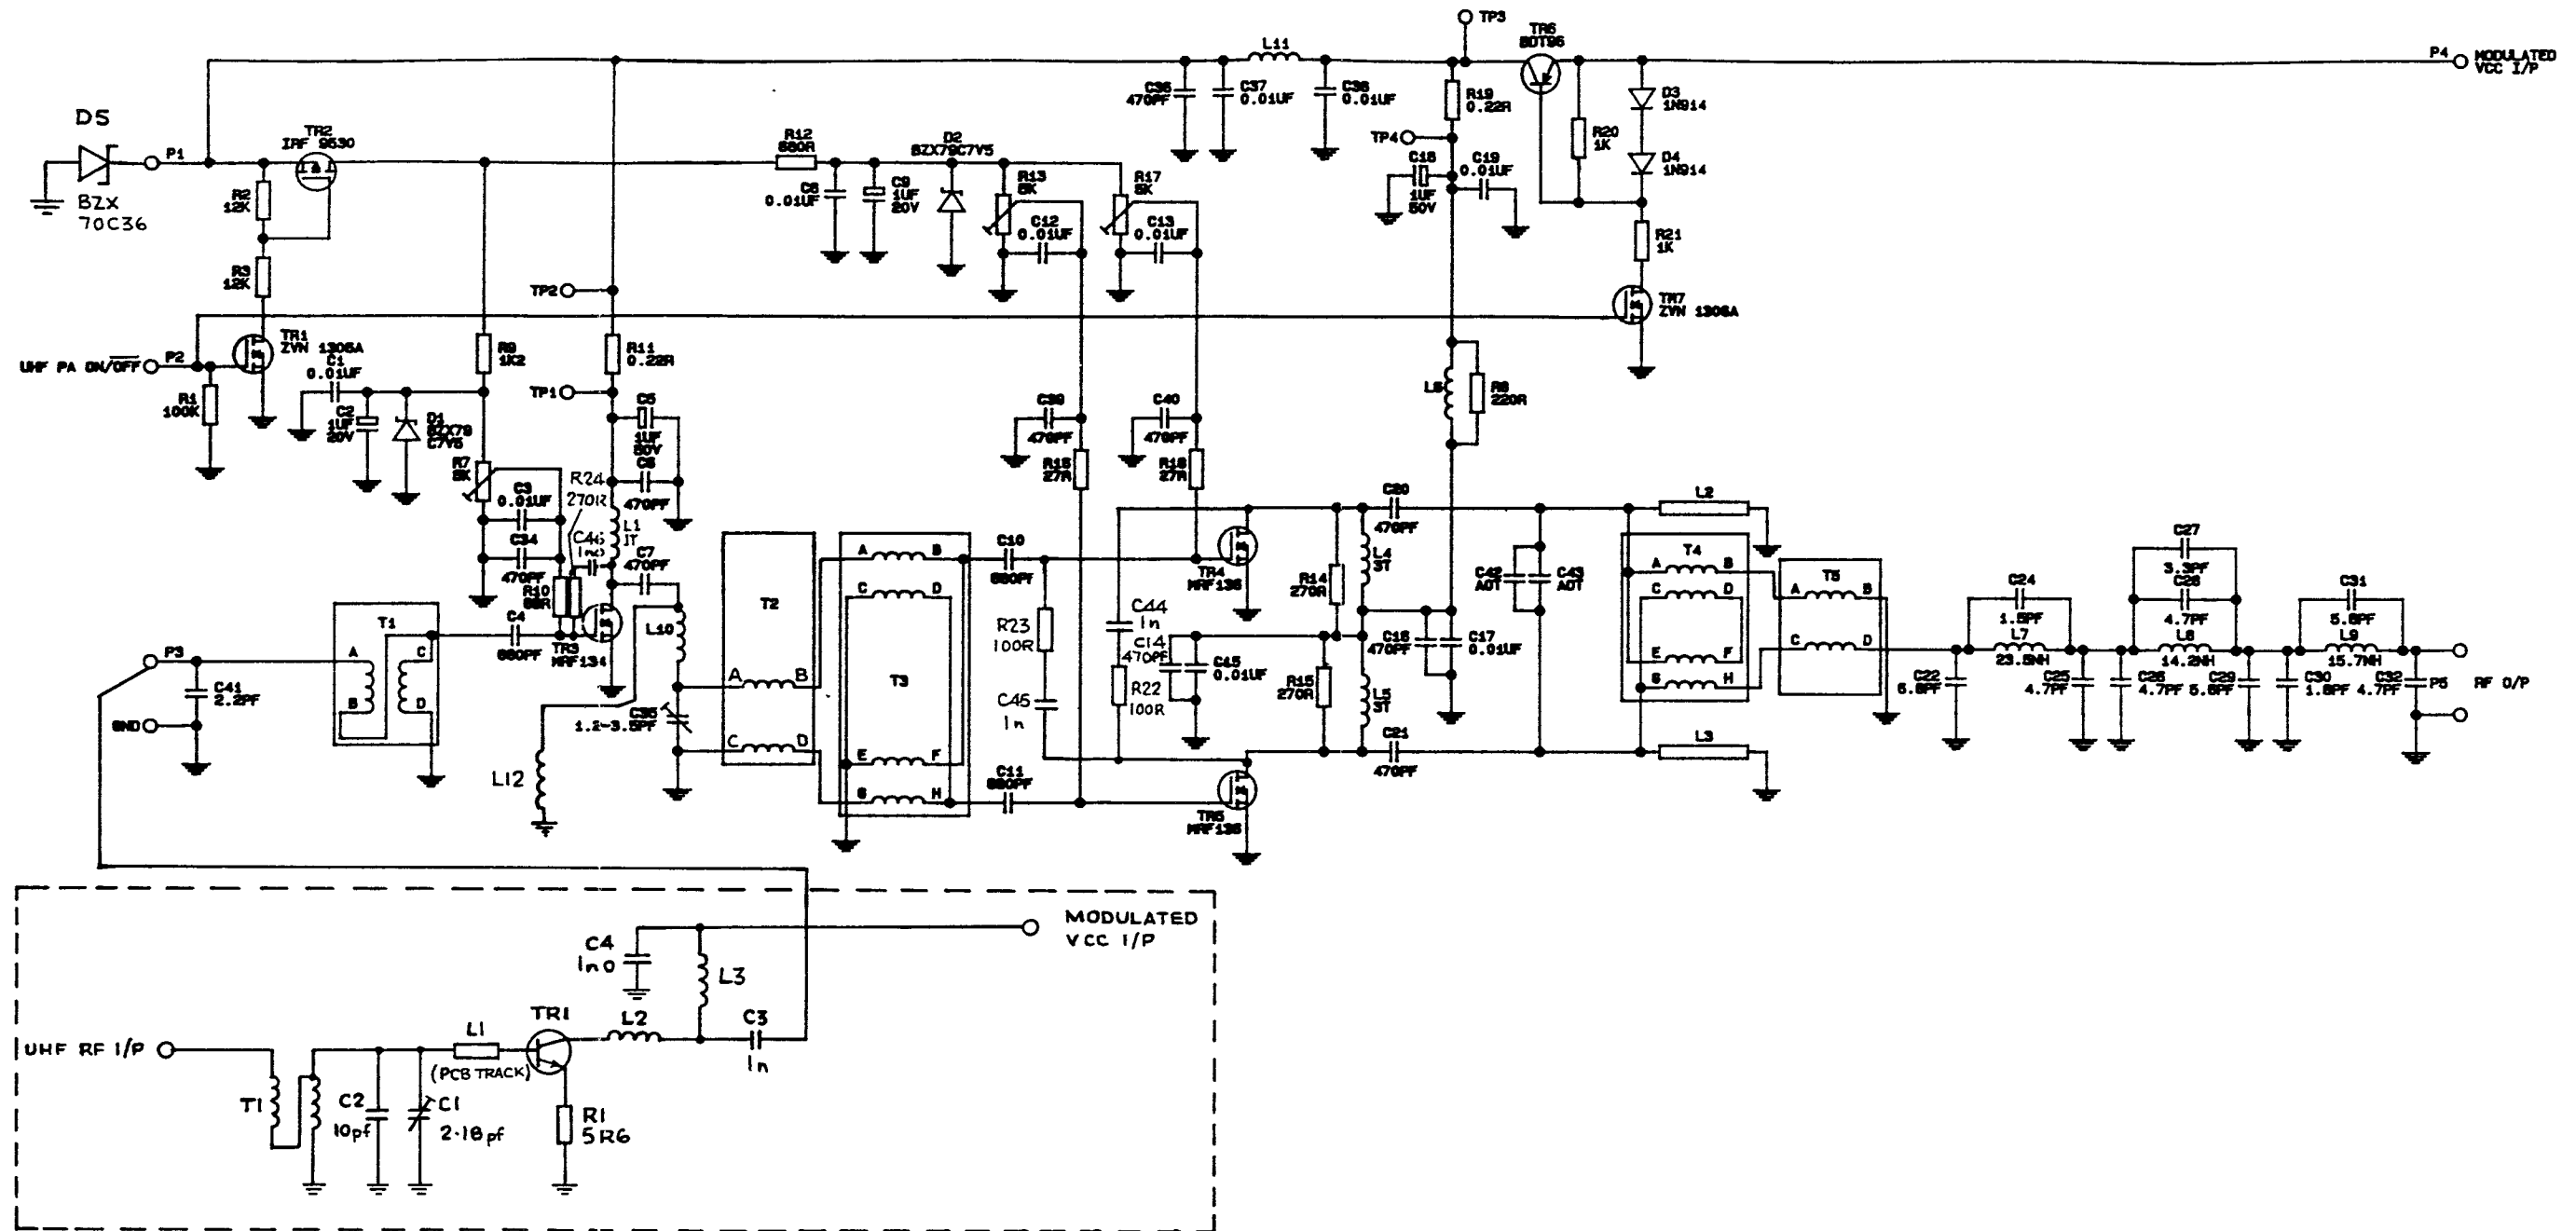 TP3
TR6
BDT96
P4
MODULATED
VCC I/P
L11
C36
470PF
C37
0.01UF
C38
0.01UF
R19
0.22R
D3
1N914
R20
1K
D4
1N914
TP4
C18
1UF
50V
C19
0.01UF
R21
1K
TR7
ZVN 1306A
D5
BZX
70C36
P1
TR2
IRF 9530
R2
12K
R3
12K
R12
680R
C8
0.01UF
C9
1UF
20V
D2
BZX79C7V5
R13
5K
C12
0.01UF
R17
5K
C13
0.01UF
TP2
UHF PA ON/OFF
P2
TR1
ZVN 1306A
R1
100K
C1
0.01UF
C2
1UF
20V
D1
BZX79
C7V5
R9
1K2
R11
0.22R
TP1
C5
1UF
50V
C6
470PF
R7
5K
C3
0.01UF
C34
470PF
R24
270R
L1
1T
C46
1n0
C7
470PF
R10
C4
680PF
TR3
MRF134
C39
470PF
C40
470PF
R15
27R
R16
27R
L6
R8
220R
P3
C41
2.2PF
GND
T1
A
B
C
D
L10
L12
C35
1.2-3.5PF
T2
A
B
C
D
T3
A
B
C
D
E
F
G
H
C10
680PF
C11
680PF
R23
100R
C45
1n
C44
1n
C14
470PF
C15
0.01UF
R22
100R
TR4
MRF136
TR5
MRF136
R14
270R
R15
270R
L4
3T
L5
3T
C20
470PF
C21
470PF
C16
470PF
C17
0.01UF
C42
AOT
C43
AOT
L2
L3
T4
A
B
C
D
E
F
G
H
T5
A
B
C
D
C22
6.8PF
C24
1.5PF
L7
23.5NH
C25
4.7PF
C26
4.7PF
C27
3.3PF
C28
4.7PF
L8
14.2NH
C29
5.6PF
C30
1.8PF
C31
5.6PF
L9
15.7NH
C32
4.7PF
P5
RF O/P
MODULATED
VCC I/P
C4
1n0
L3
UHF RF I/P
T1
C2
10pf
C1
2-18pf
L1
(PCB TRACK)
TR1
L2
C3
1n
R1
5R6